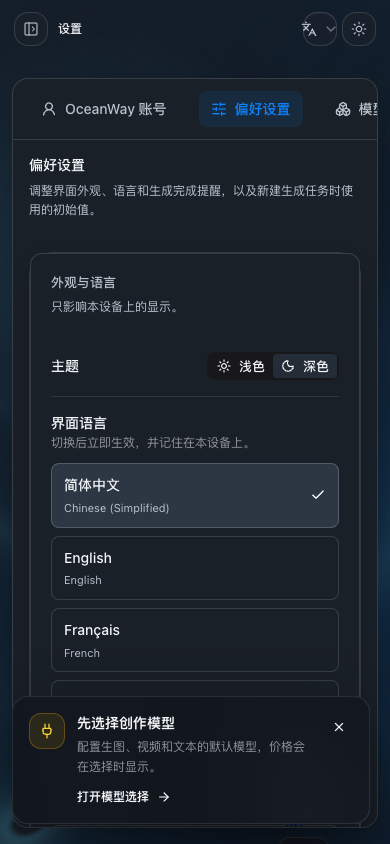 设置
OceanWay 账号
偏好设置
偏好设置
调整界面外观、语言和生成完成提醒，以及新建生成任务时使
用的初始值。
外观与语言
只影响本设备上的显示。
主题
浅色
深色
界面语言
切换后立即生效，并记住在本设备上。
简体中文
Chinese (Simplified)
English
English
Français
French
先选择创作模型
配置生图、视频和文本的默认模型，价格会
在选择时显示。
打开模型选择